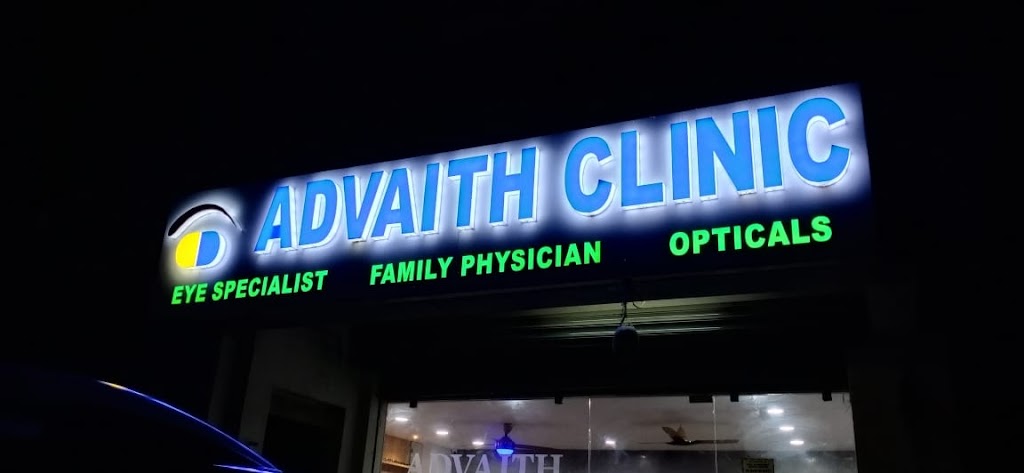 ADVAITH CLINIC
EYE SPECIALIST FAMILY PHYSICIAN OPTICALS
ADVAITH